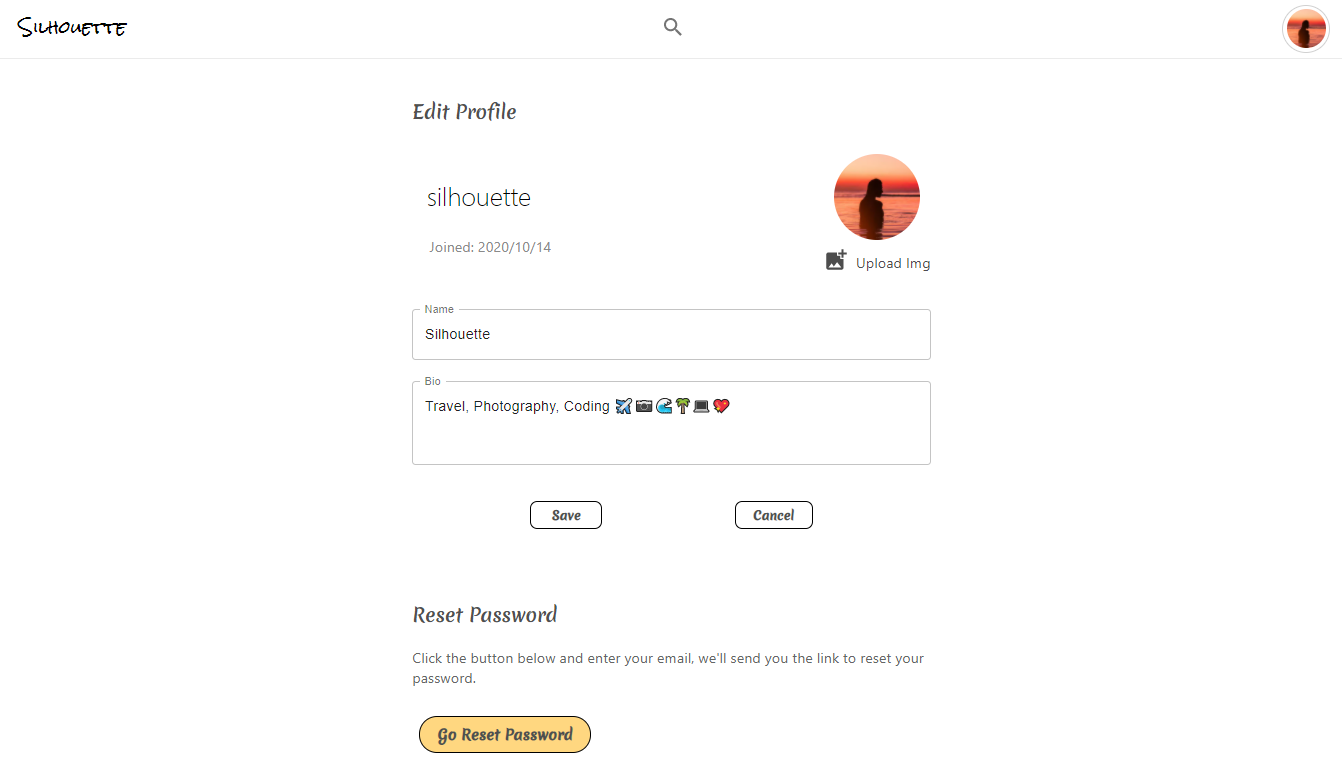 Silhouette
Edit Profile
silhouette
Joined: 2020/10/14
Upload Img
Name
Silhouette
Bio
Travel, Photography, Coding ✈️📷🌊🌴💻💖
Save
Cancel
Reset Password
Click the button below and enter your email, we'll send you the link to reset your
password.
Go Reset Password